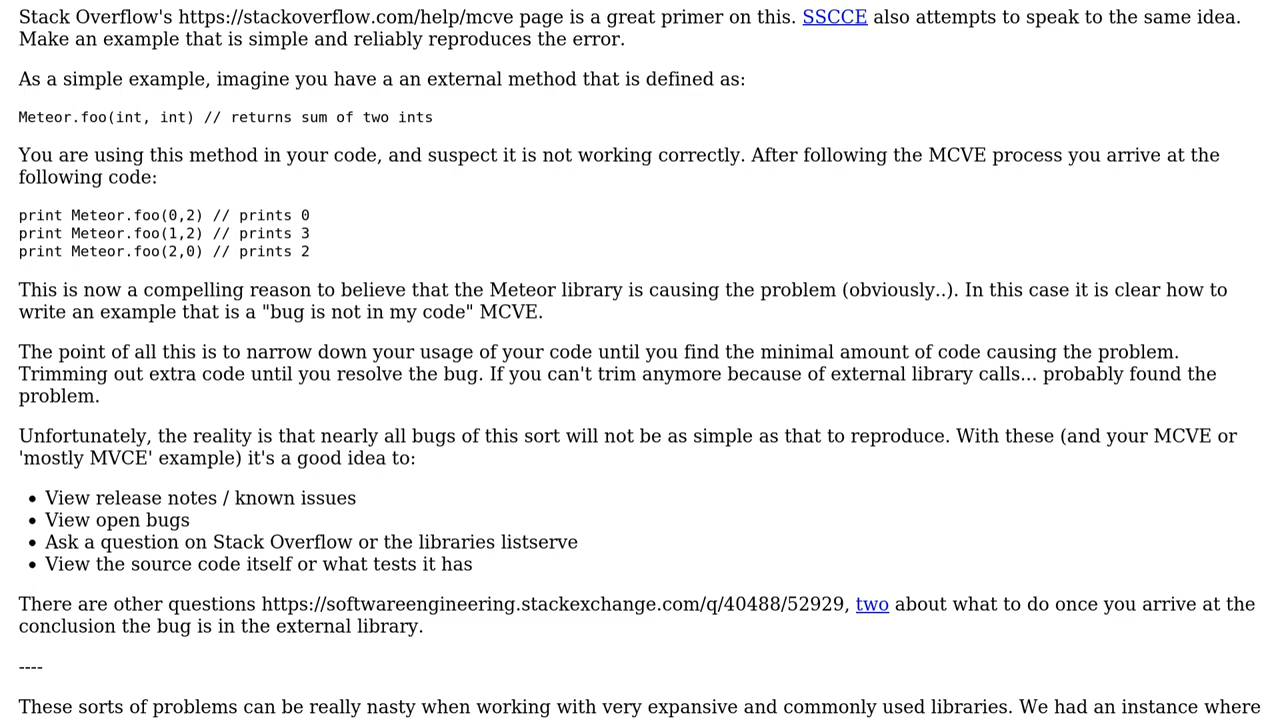 Stack Overflow's https://stackoverflow.com/help/mcve page is a great primer on this. SSCCE also attempts to speak to the same idea.
Make an example that is simple and reliably reproduces the error.
As a simple example, imagine you have a an external method that is defined as:
Meteor.foo(int, int) // returns sum of two ints
You are using this method in your code, and suspect it is not working correctly. After following the MCVE process you arrive at the
following code:
print Meteor.foo(0,2) // prints 0
print Meteor.foo(1,2) // prints 3
print Meteor.foo(2,0) // prints 2
This is now a compelling reason to believe that the Meteor library is causing the problem (obviously..). In this case it is clear how to
write an example that is a "bug is not in my code" MCVE.
The point of all this is to narrow down your usage of your code until you find the minimal amount of code causing the problem.
Trimming out extra code until you resolve the bug. If you can't trim anymore because of external library calls... probably found the
problem.
Unfortunately, the reality is that nearly all bugs of this sort will not be as simple as that to reproduce. With these (and your MCVE or
'mostly MVCE' example) it's a good idea to:
• View release notes / known issues
• View open bugs
• Ask a question on Stack Overflow or the libraries listserve
• View the source code itself or what tests it has
There are other questions https://softwareengineering.stackexchange.com/q/40488/52929, two about what to do once you arrive at the
conclusion the bug is in the external library.
----
These sorts of problems can be really nasty when working with very expansive and commonly used libraries. We had an instance where